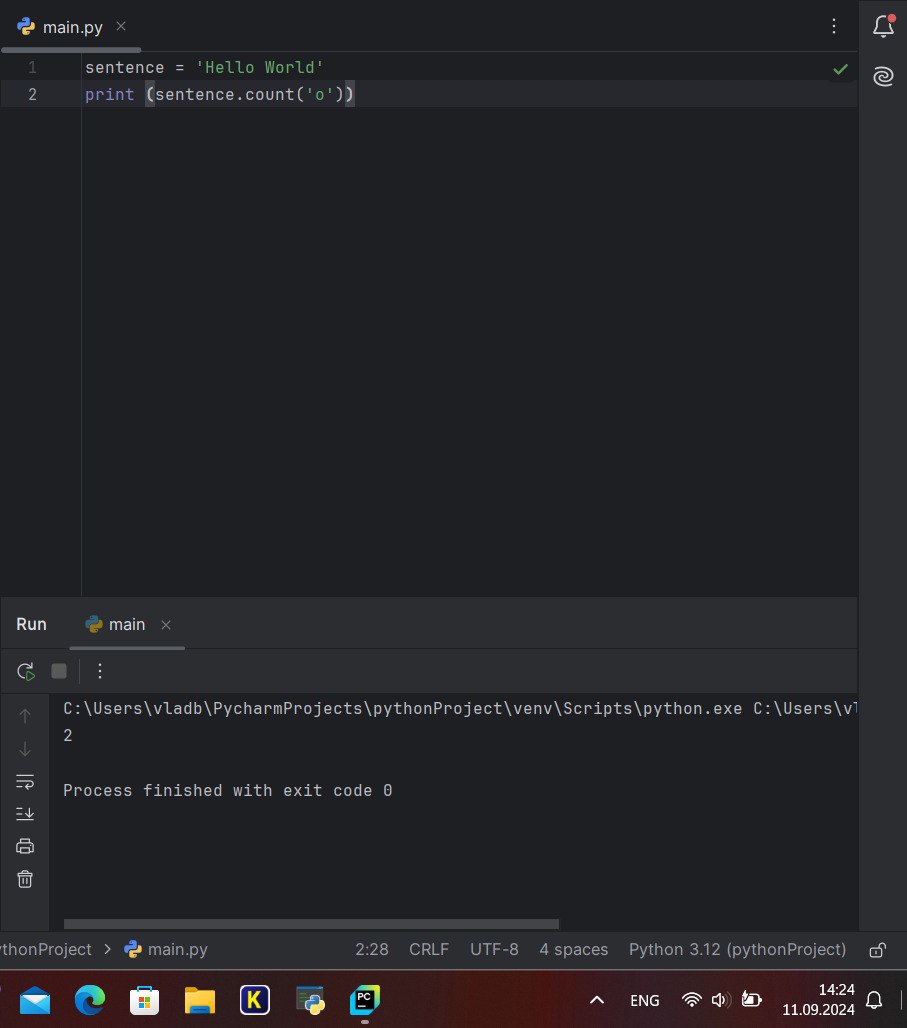 main.py
1 sentence = 'Hello World'
2 print (sentence.count('o'))
Run main
C:\Users\vladb\PycharmProjects\pythonProject\venv\Scripts\python.exe C:\Users\vl
2
Process finished with exit code 0
thonProject > main.py 2:28 CRLF UTF-8 4 spaces Python 3.12 (pythonProject)
K PC ENG 14:24
11.09.2024